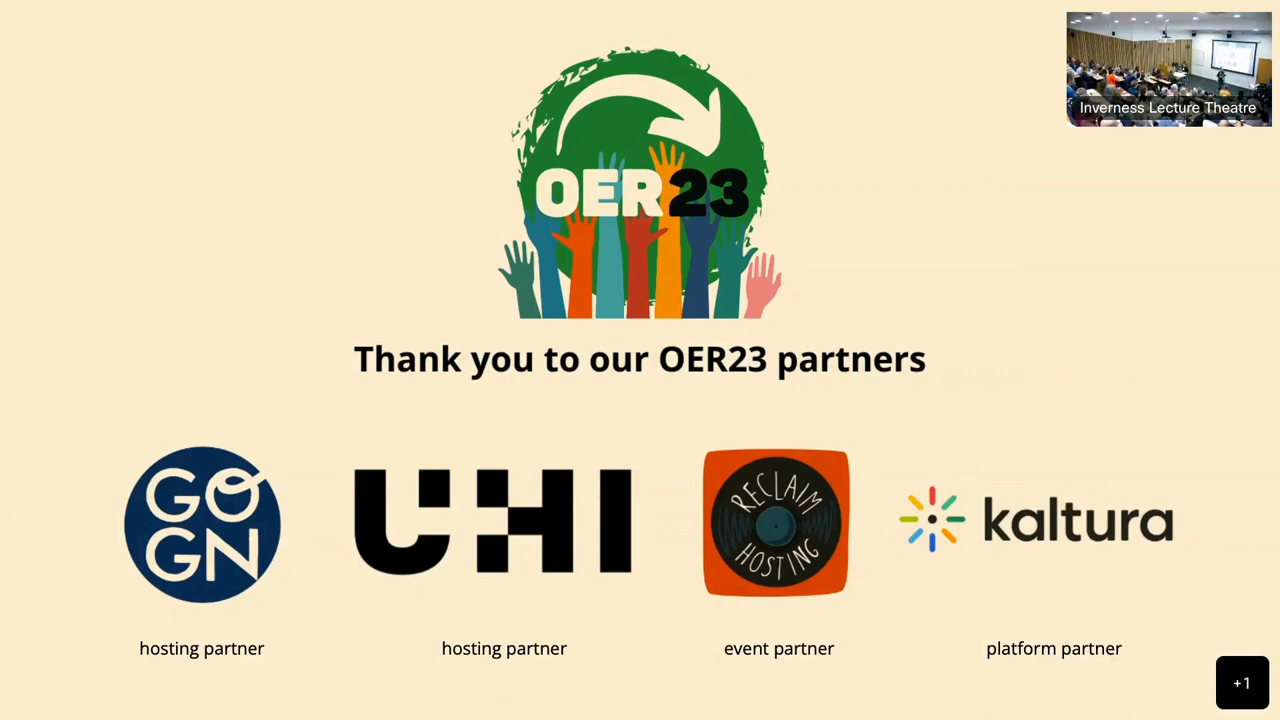 Inverness Lecture Theatre
OER23
Thank you to our OER23 partners
GO
GN
UHI
RECLAIM
HOSTING
kaltura
hosting partner
hosting partner
event partner
platform partner
+1